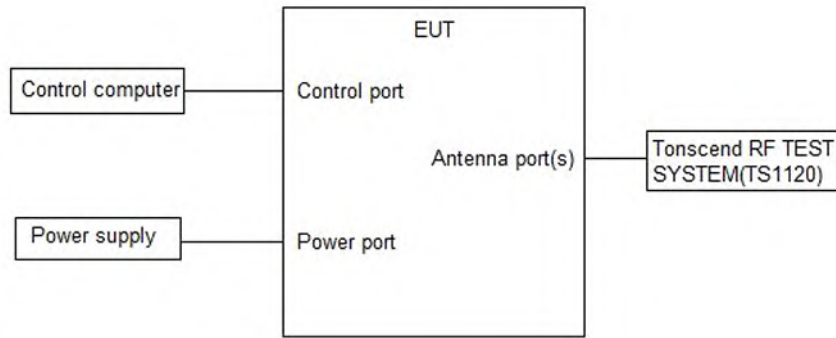 EUT
Control computer
Control port
Antenna port(s)
Tonscend RF TEST
SYSTEM(TS1120)
Power supply
Power port